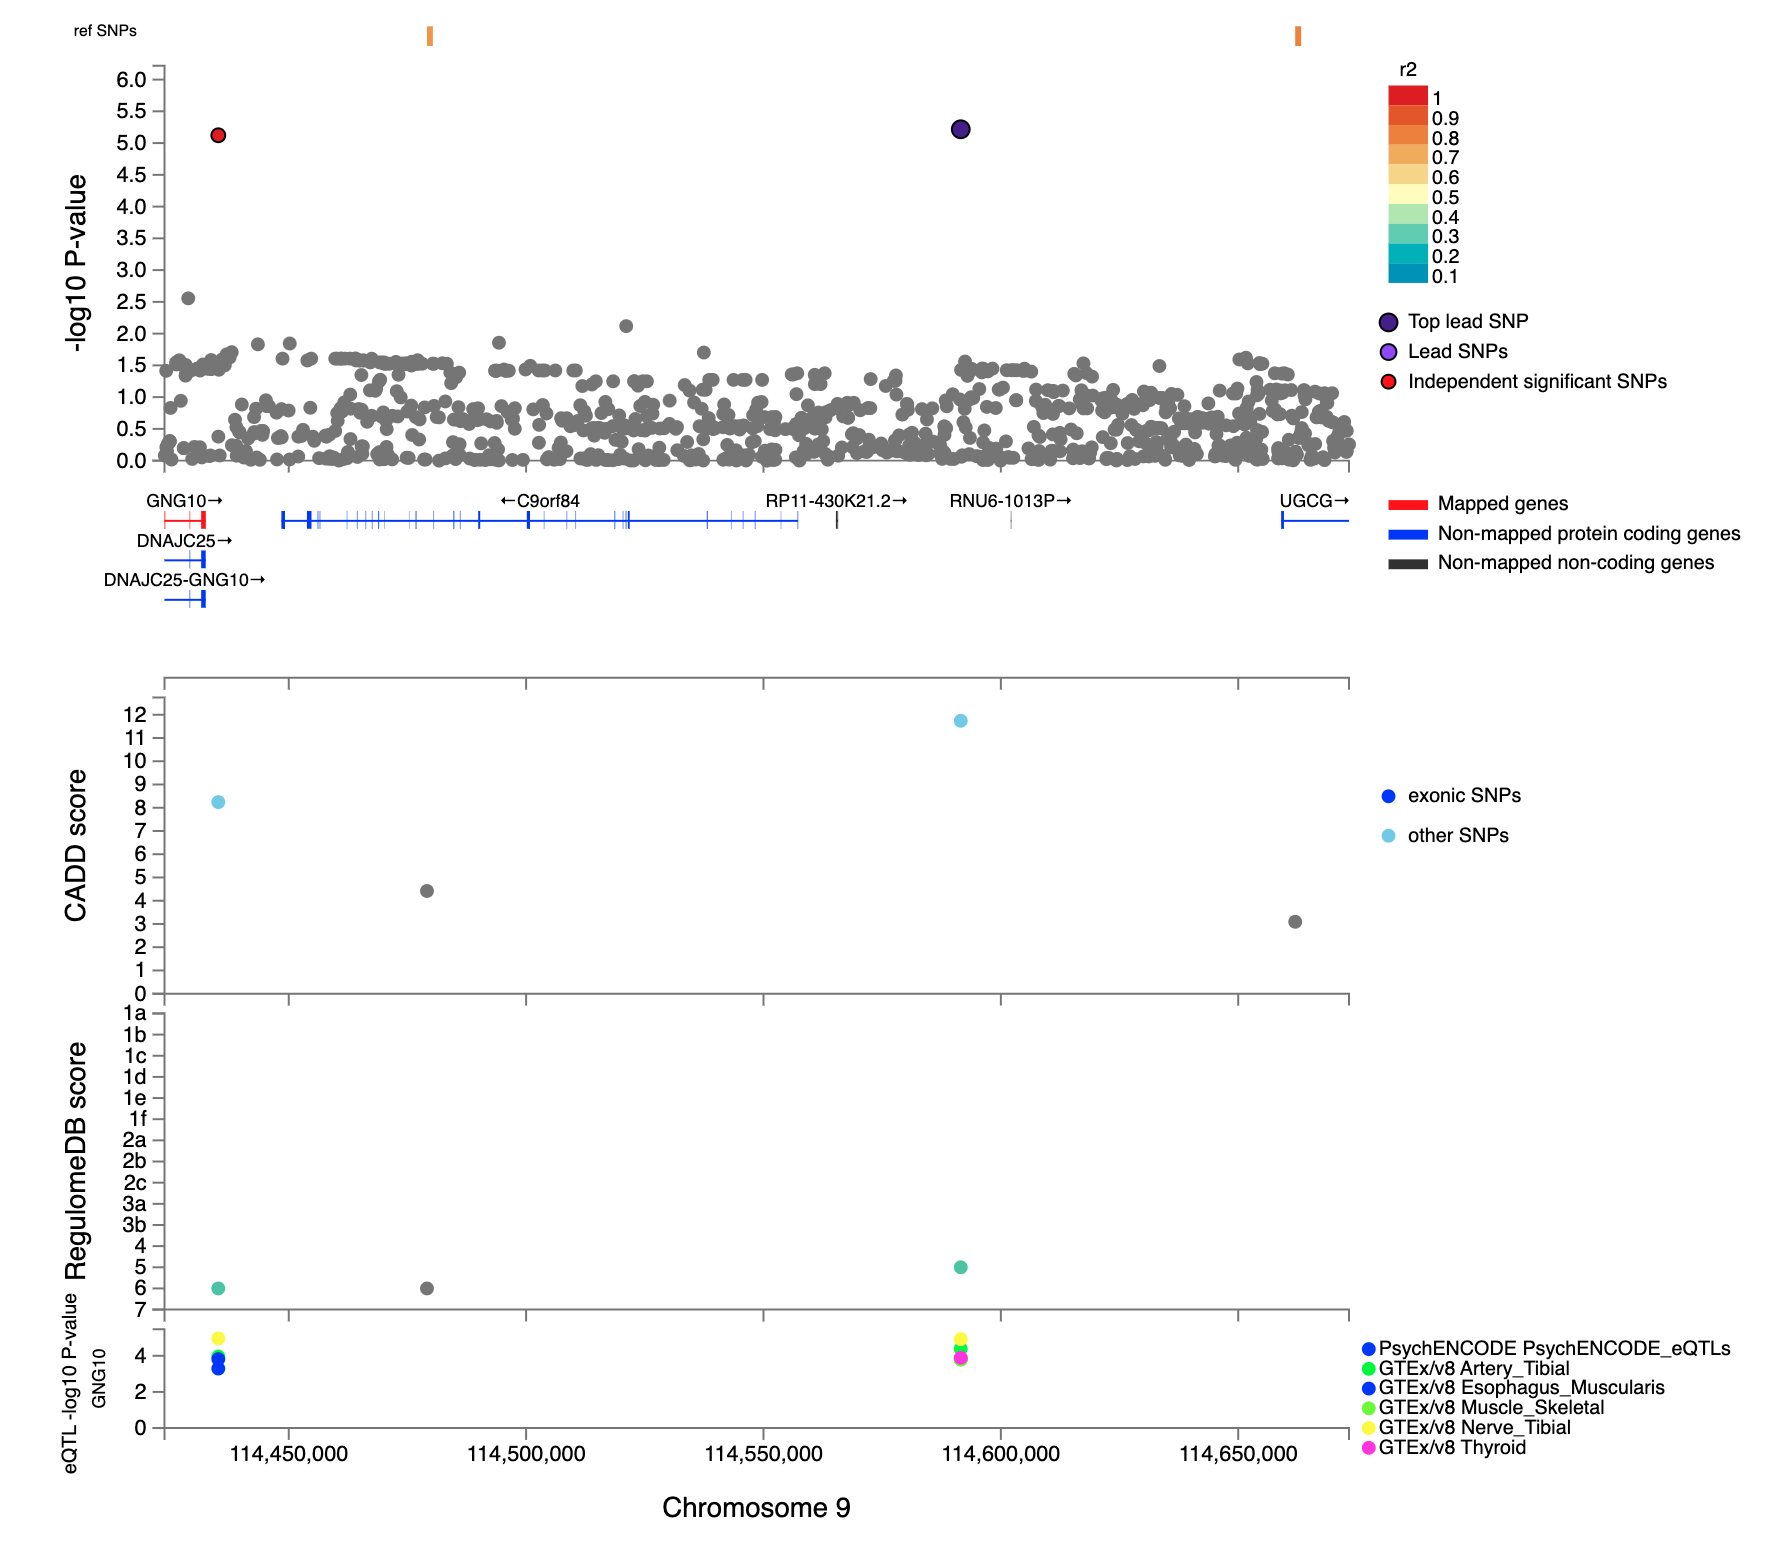 ref SNPs
-log10 P-value
6.0
5.5
5.0
4.5
4.0
3.5
3.0
2.5
2.0
1.5
1.0
0.5
0.0
r2
1
0.9
0.8
0.7
0.6
0.5
0.4
0.3
0.2
0.1
Top lead SNP
Lead SNPs
Independent significant SNPs
GNG10→
←C9orf84
RP11-430K21.2→
RNU6-1013P→
UGCG→
DNAJC25→
DNAJC25-GNG10→
Mapped genes
Non-mapped protein coding genes
Non-mapped non-coding genes
CADD score
12
11
10
9
8
7
6
5
4
3
2
1
0
exonic SNPs
other SNPs
RegulomeDB score
1a
1b
1c
1d
1e
1f
2a
2b
2c
3a
3b
4
5
6
7
eQTL -log10 P-value
GNG10
4
2
0
PsychENCODE PsychENCODE_eQTLs
GTEx/v8 Artery_Tibial
GTEx/v8 Esophagus_Muscularis
GTEx/v8 Muscle_Skeletal
GTEx/v8 Nerve_Tibial
GTEx/v8 Thyroid
114,450,000 114,500,000 114,550,000 114,600,000 114,650,000
Chromosome 9